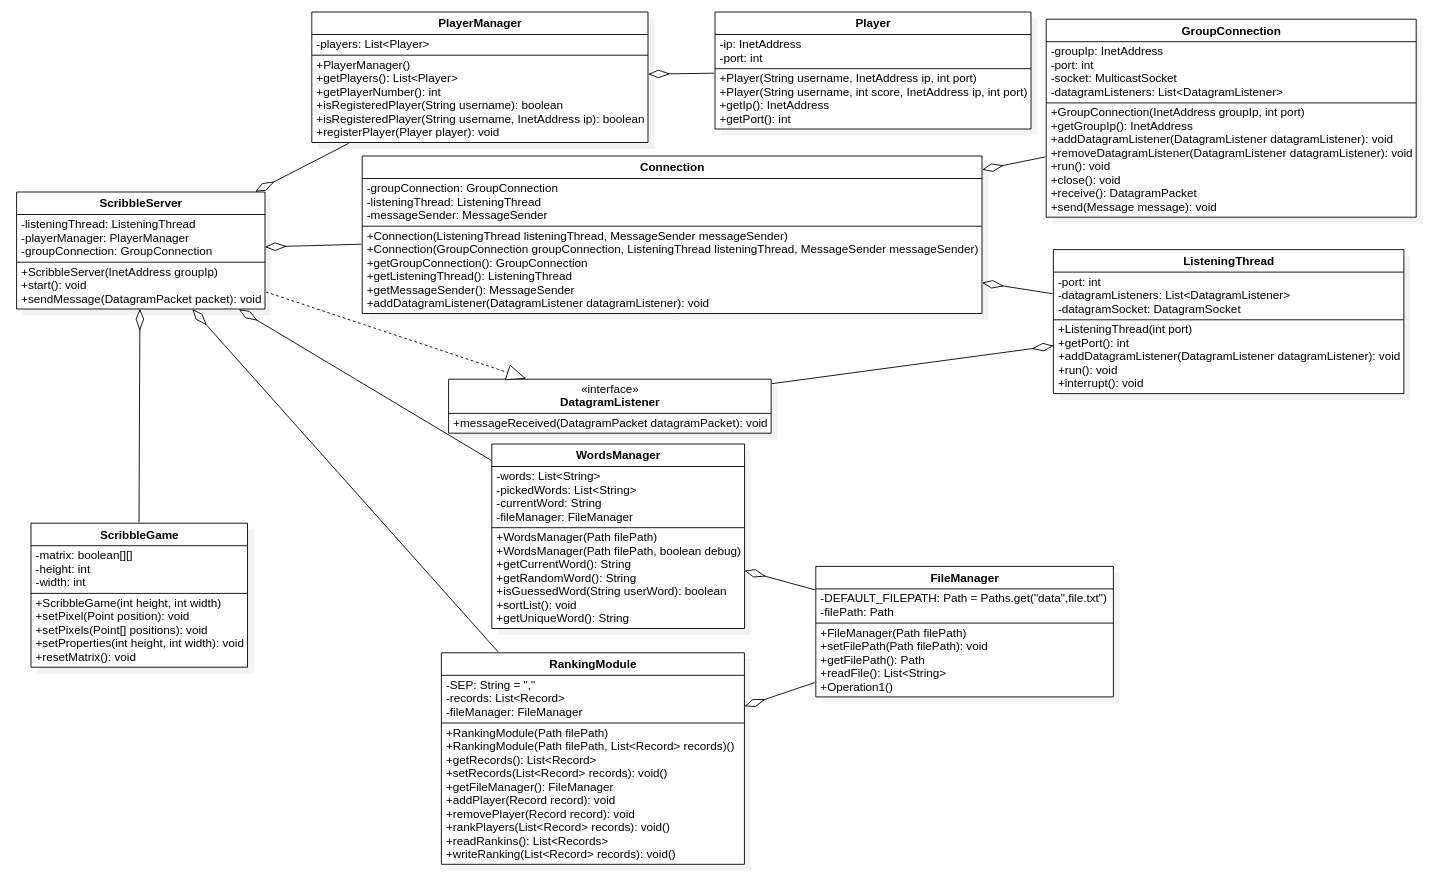 PlayerManager
-players: List<Player>
+PlayerManager()
+getPlayers(): List<Player>
+getPlayerNumber(): int
+isRegisteredPlayer(String username): boolean
+isRegisteredPlayer(String username, InetAddress ip): boolean
+registerPlayer(Player player): void
Player
-ip: InetAddress
-port: int
+Player(String username, InetAddress ip, int port)
+Player(String username, int score, InetAddress ip, int port)
+getIp(): InetAddress
+getPort(): int
GroupConnection
-groupIp: InetAddress
-port: int
-socket: MulticastSocket
-datagramListeners: List<DatagramListener>
+GroupConnection(InetAddress groupIp, int port)
+getGroupIp(): InetAddress
+addDatagramListener(DatagramListener datagramListener): void
+removeDatagramListener(DatagramListener datagramListener): void
+run(): void
+close(): void
+receive(): DatagramPacket
+send(Message message): void
Connection
-groupConnection: GroupConnection
-listeningThread: ListeningThread
-messageSender: MessageSender
+Connection(ListeningThread listeningThread, MessageSender messageSender)
+Connection(GroupConnection groupConnection, ListeningThread listeningThread, MessageSender messageSender)
+getGroupConnection(): GroupConnection
+getListeningThread(): ListeningThread
+getMessageSender(): MessageSender
+addDatagramListener(DatagramListener datagramListener): void
ScribbleServer
-listeningThread: ListeningThread
-playerManager: PlayerManager
-groupConnection: GroupConnection
+ScribbleServer(InetAddress groupIp)
+start(): void
+sendMessage(DatagramPacket packet): void
ListeningThread
-port: int
-datagramListeners: List<DatagramListener>
-datagramSocket: DatagramSocket
+ListeningThread(int port)
+getPort(): int
+addDatagramListener(DatagramListener datagramListener): void
+run(): void
+interrupt(): void
«interface»
DatagramListener
+messageReceived(DatagramPacket datagramPacket): void
WordsManager
-words: List<String>
-pickedWords: List<String>
-currentWord: String
-fileManager: FileManager
+WordsManager(Path filePath)
+WordsManager(Path filePath, boolean debug)
+getCurrentWord(): String
+getRandomWord(): String
+isGuessedWord(String userWord): boolean
+sortList(): void
+getUniqueWord(): String
ScribbleGame
-matrix: boolean[][]
-height: int
-width: int
+ScribbleGame(int height, int width)
+setPixel(Point position): void
+setPixels(Point[] positions): void
+setProperties(int height, int width): void
+resetMatrix(): void
FileManager
-DEFAULT_FILEPATH: Path = Paths.get("data",file.txt")
-filePath: Path
+FileManager(Path filePath)
+setFilePath(Path filePath): void
+getFilePath(): Path
+readFile(): List<String>
+Operation1()
RankingModule
-SEP: String = ","
-records: List<Record>
-fileManager: FileManager
+RankingModule(Path filePath)
+RankingModule(Path filePath, List<Record> records)()
+getRecords(): List<Record>
+setRecords(List<Record> records): void()
+getFileManager(): FileManager
+addPlayer(Record record): void
+removePlayer(Record record): void
+rankPlayers(List<Record> records): void()
+readRankins(): List<Records>
+writeRanking(List<Record> records): void()